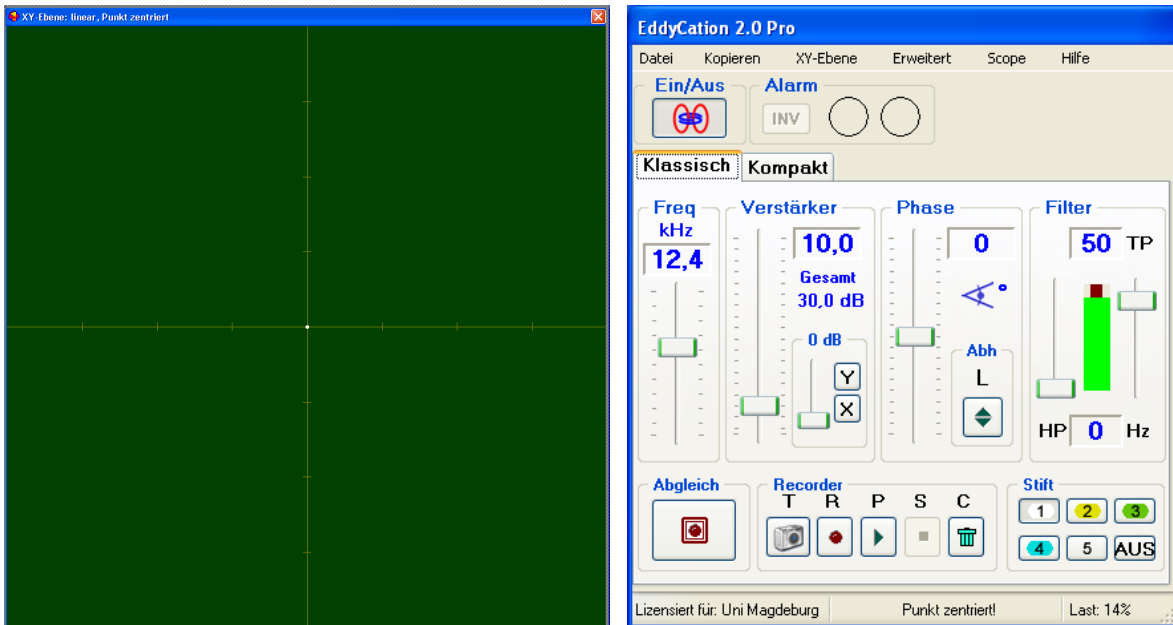 XY-Ebene: linear, Punkt zentriert
EddyCation 2.0 Pro
Datei Kopieren XY-Ebene Erweitert Scope Hilfe
Ein/Aus Alarm
INV
Klassisch Kompakt
Freq Verstärker Phase Filter
kHz 10,0 0 50 TP
12,4
Gesamt
30,0 dB
0 dB
Abh
Y L
X
HP 0 Hz
Abgleich Recorder Stift
T R P S C
1 2 3
4 5 AUS
Lizensiert für: Uni Magdeburg Punkt zentriert! Last: 14%